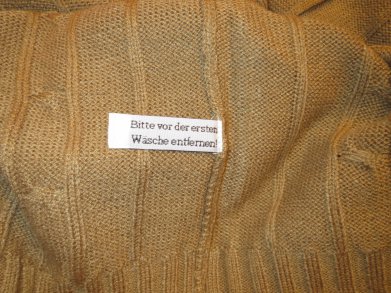 Bitte vor der ersten
Wäsche entfernen!